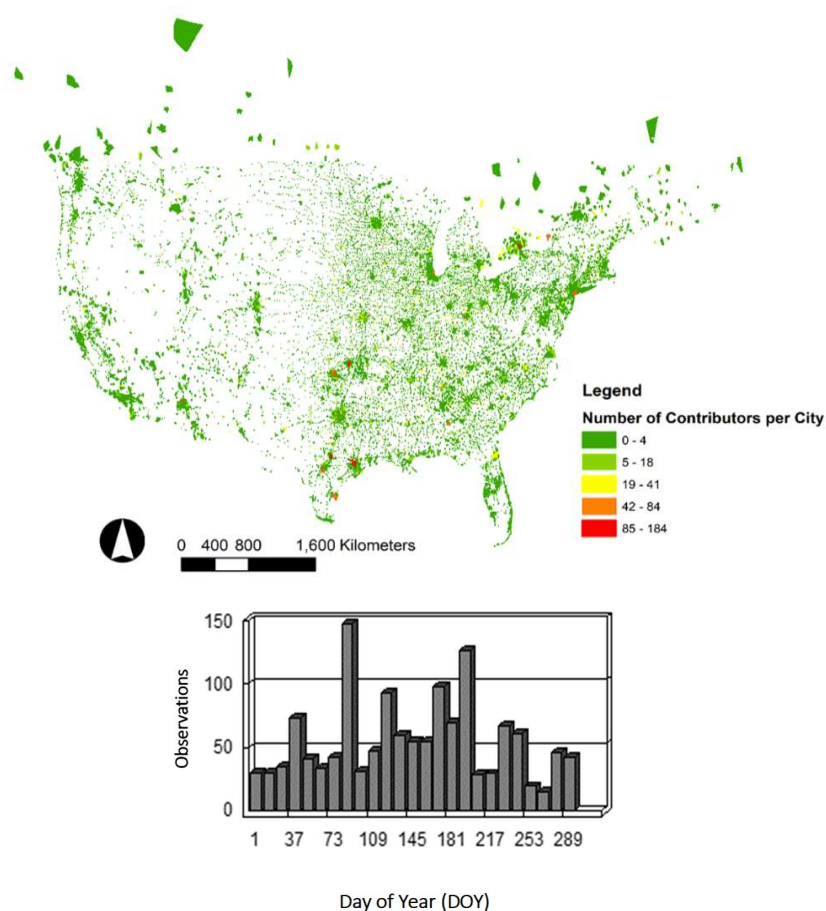 Legend
Number of Contributors per City
0 - 4
5 - 18
19 - 41
42 - 84
85 - 184
0 400 800 1,600 Kilometers
150
100
50
0
Observations
1 37 73 109 145 181 217 253 289
Day of Year (DOY)